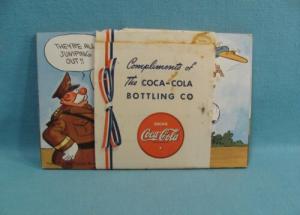 THEY'RE ALL
JUMPING
OUT!!
Compliments of
The COCA-COLA
BOTTLING CO
DRINK
Coca-Cola